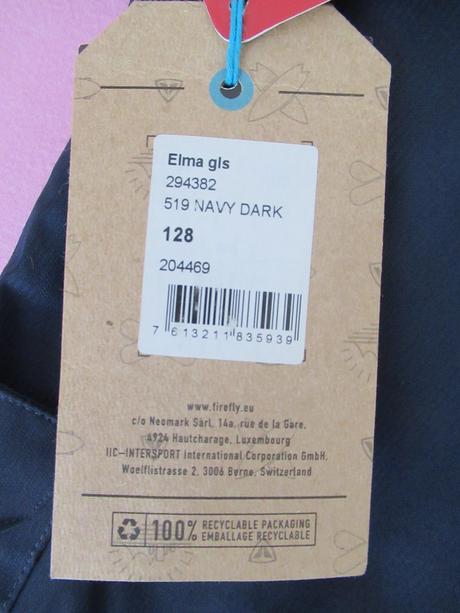 Elma gls
294382
519 NAVY DARK
128
204469
7 613211 835939
www.firefly.eu
c/o Neomark Sàrl, 14a, rue de la Gare,
4924 Hautcharage, Luxembourg
IIC–INTERSPORT International Corporation GmbH,
Woelflistrasse 2, 3006 Berne, Switzerland
100% RECYCLABLE PACKAGING
EMBALLAGE RECYCLABLE